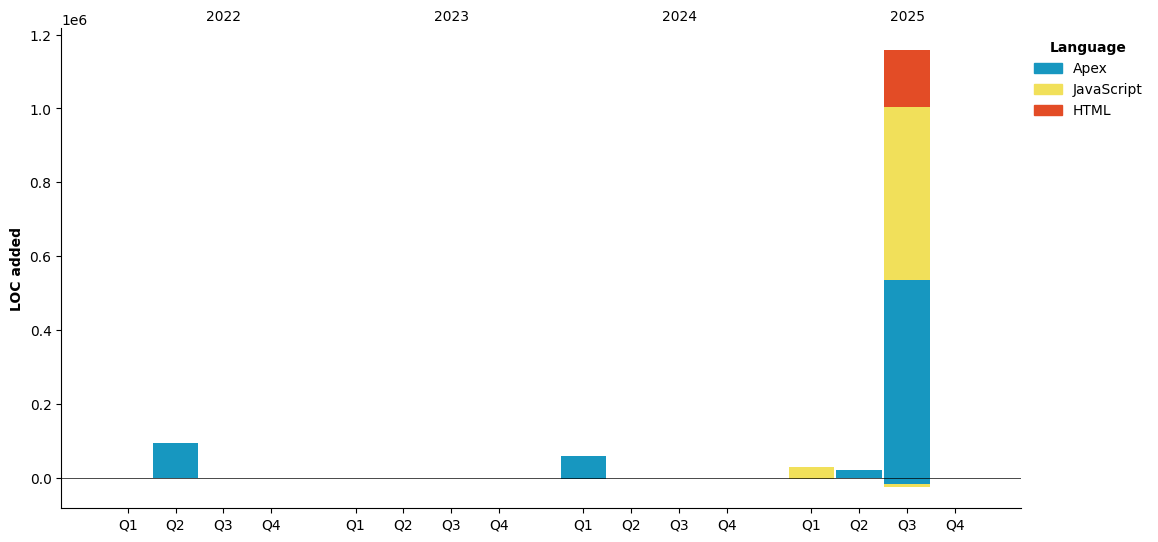 1e6
2022 2023 2024 2025
Language
Apex
JavaScript
HTML
LOC added
1.2
1.0
0.8
0.6
0.4
0.2
0.0
Q1 Q2 Q3 Q4 Q1 Q2 Q3 Q4 Q1 Q2 Q3 Q4 Q1 Q2 Q3 Q4